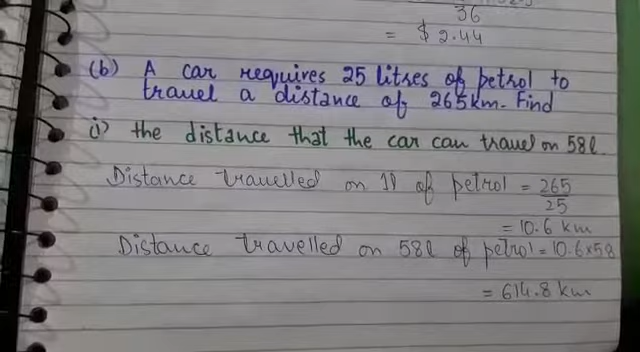 36
= $ 2.44
(b) A car requires 25 litres of petrol to
travel a distance of 265km. Find
(i) the distance that the car can travel on 58l
Distance travelled on 1l of petrol = 265
25
= 10.6 km
Distance travelled on 58l of petrol = 10.6×58
= 614.8 km